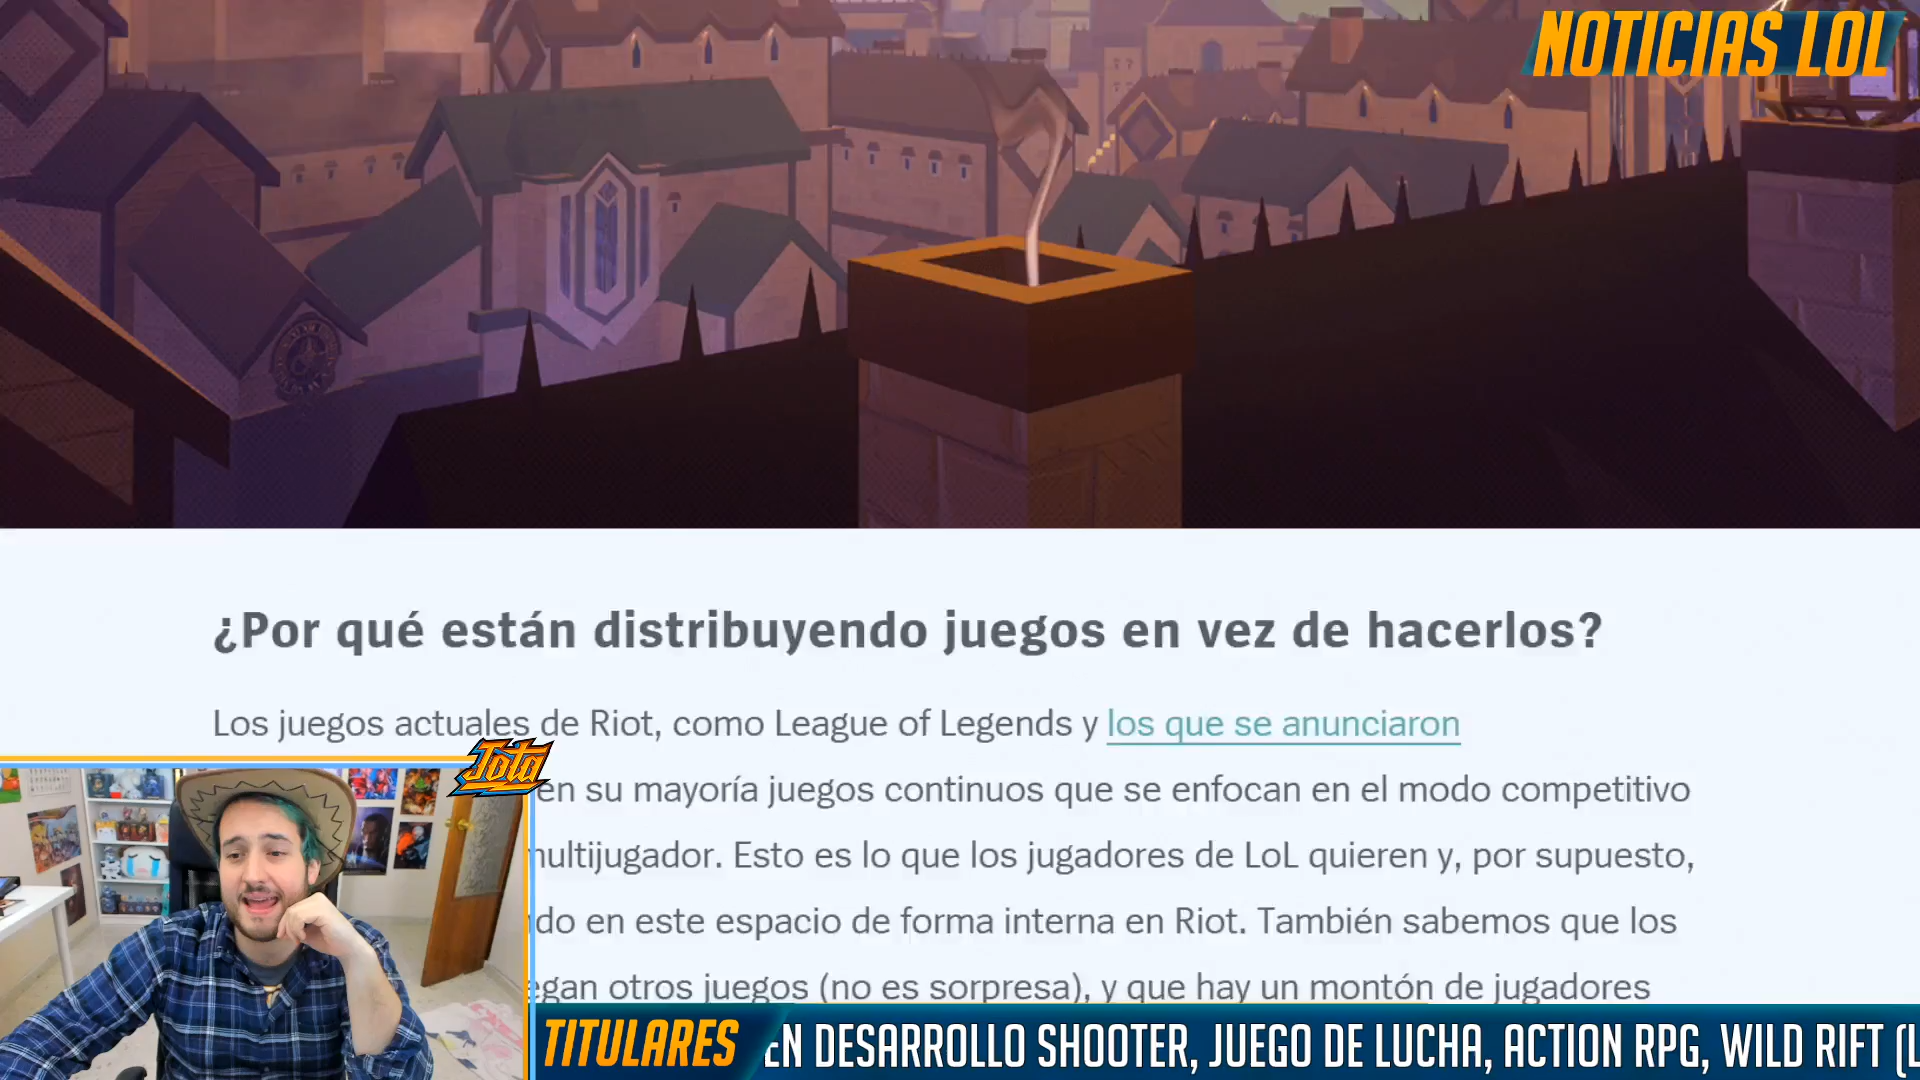 NOTICIAS LOL
¿Por qué están distribuyendo juegos en vez de hacerlos?
Los juegos actuales de Riot, como League of Legends y los que se anunciaron
en su mayoría juegos continuos que se enfocan en el modo competitivo
multijugador. Esto es lo que los jugadores de LoL quieren y, por supuesto,
do en este espacio de forma interna en Riot. También sabemos que los
egan otros juegos (no es sorpresa), y que hay un montón de jugadores
Jota
TITULARES EN DESARROLLO SHOOTER, JUEGO DE LUCHA, ACTION RPG, WILD RIFT (L